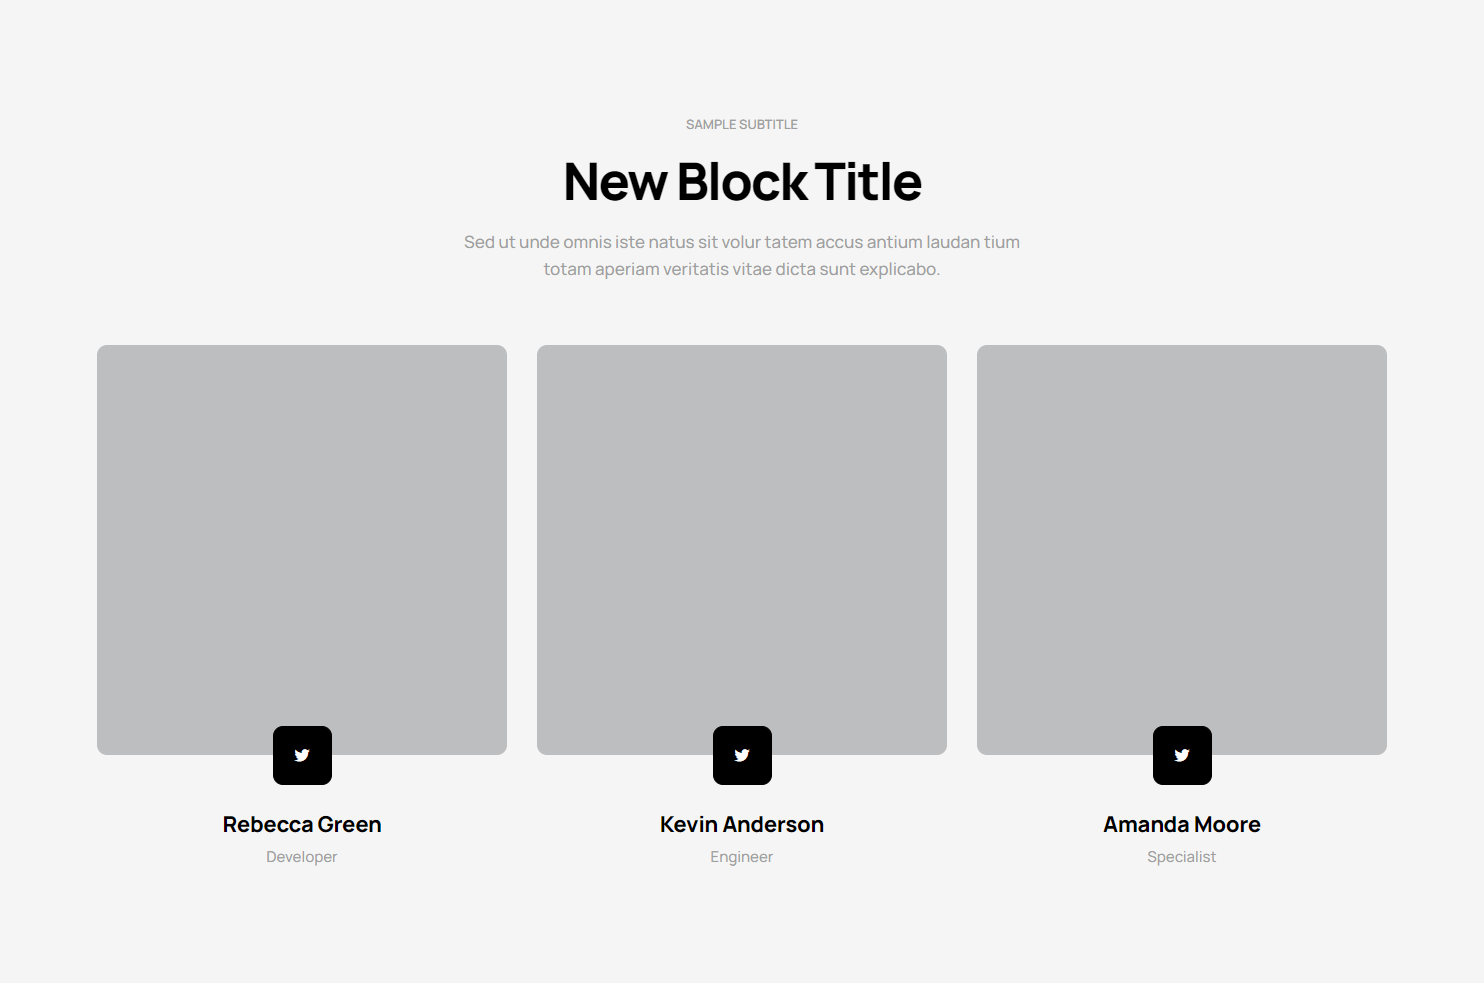 SAMPLE SUBTITLE
New Block Title
Sed ut unde omnis iste natus sit volur tatem accus antium laudan tium
totam aperiam veritatis vitae dicta sunt explicabo.
Rebecca Green
Developer
Kevin Anderson
Engineer
Amanda Moore
Specialist